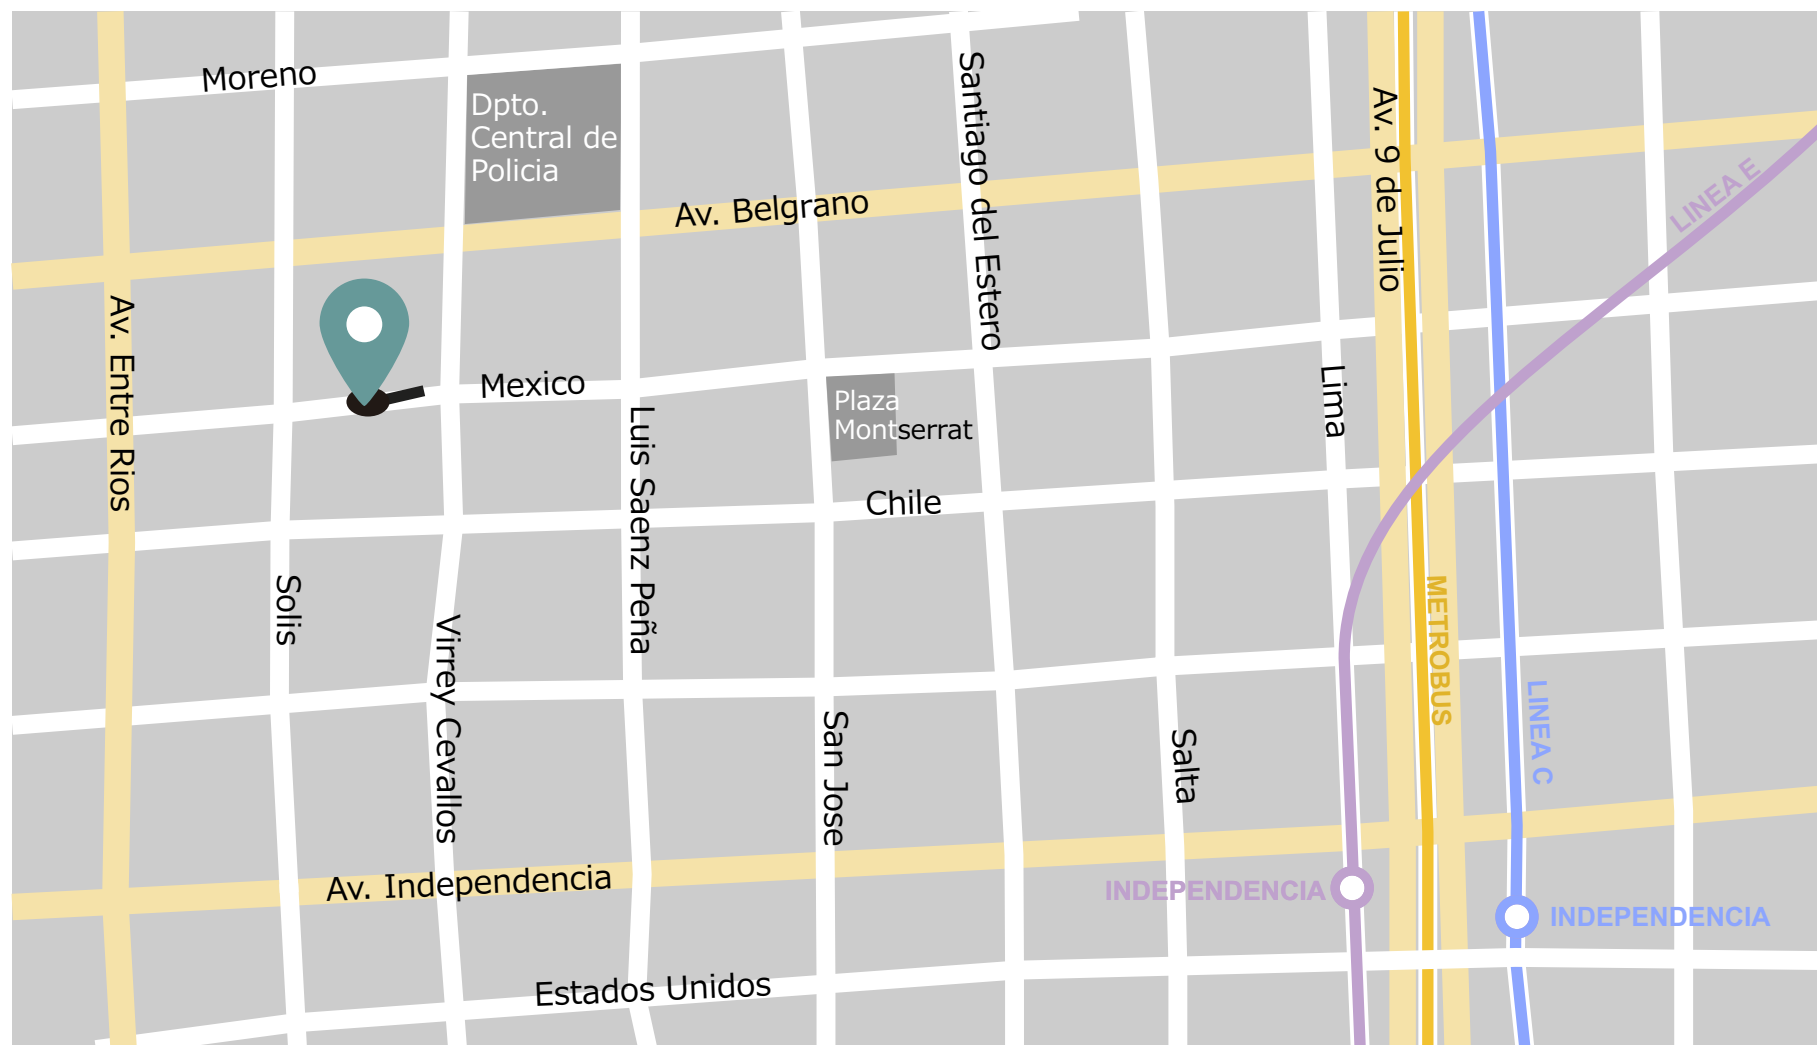 Moreno
Dpto.
Central de
Policia
Santiago del Estero
Av. 9 de Julio
LINEA E
Av. Belgrano
Av. Entre Rios
Mexico
Lima
Plaza
Montserrat
Luis Saenz Peña
Chile
Solis
Virrey Cevallos
METROBUS
LINEA C
San Jose
Salta
Av. Independencia
INDEPENDENCIA
INDEPENDENCIA
Estados Unidos